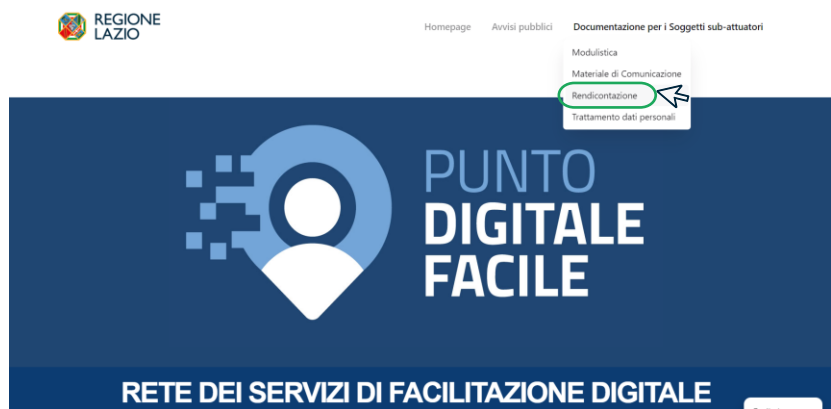 REGIONE
LAZIO
Homepage Avvisi pubblici Documentazione per i Soggetti sub-attuatori
Modulistica
Materiale di Comunicazione
Rendicontazione
Trattamento dati personali
PUNTO
DIGITALE
FACILE
RETE DEI SERVIZI DI FACILITAZIONE DIGITALE